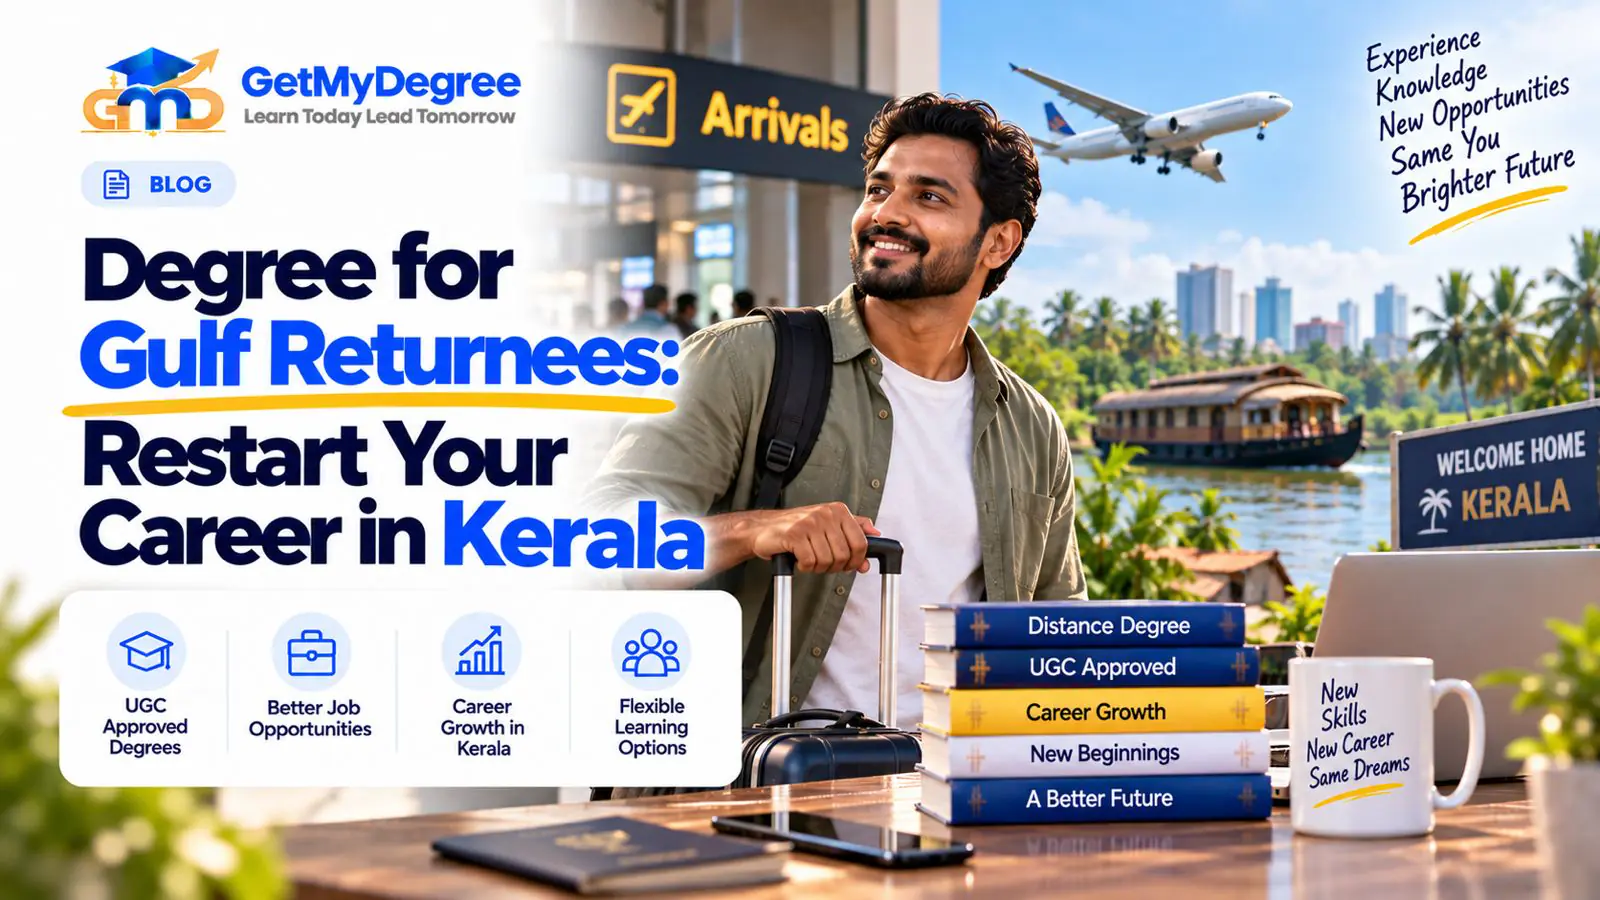 GMD
GetMyDegree
Learn Today Lead Tomorrow
BLOG
Degree for
Gulf Returnees:
Restart Your
Career in Kerala
UGC
Approved
Degrees
Better Job
Opportunities
Career
Growth in
Kerala
Flexible
Learning
Options
Arrivals
Experience
Knowledge
New Opportunities
Same You
Brighter Future
WELCOME HOME
KERALA
Distance Degree
UGC Approved
Career Growth
New Beginnings
A Better Future
New
Skills
New Career
Same Dreams